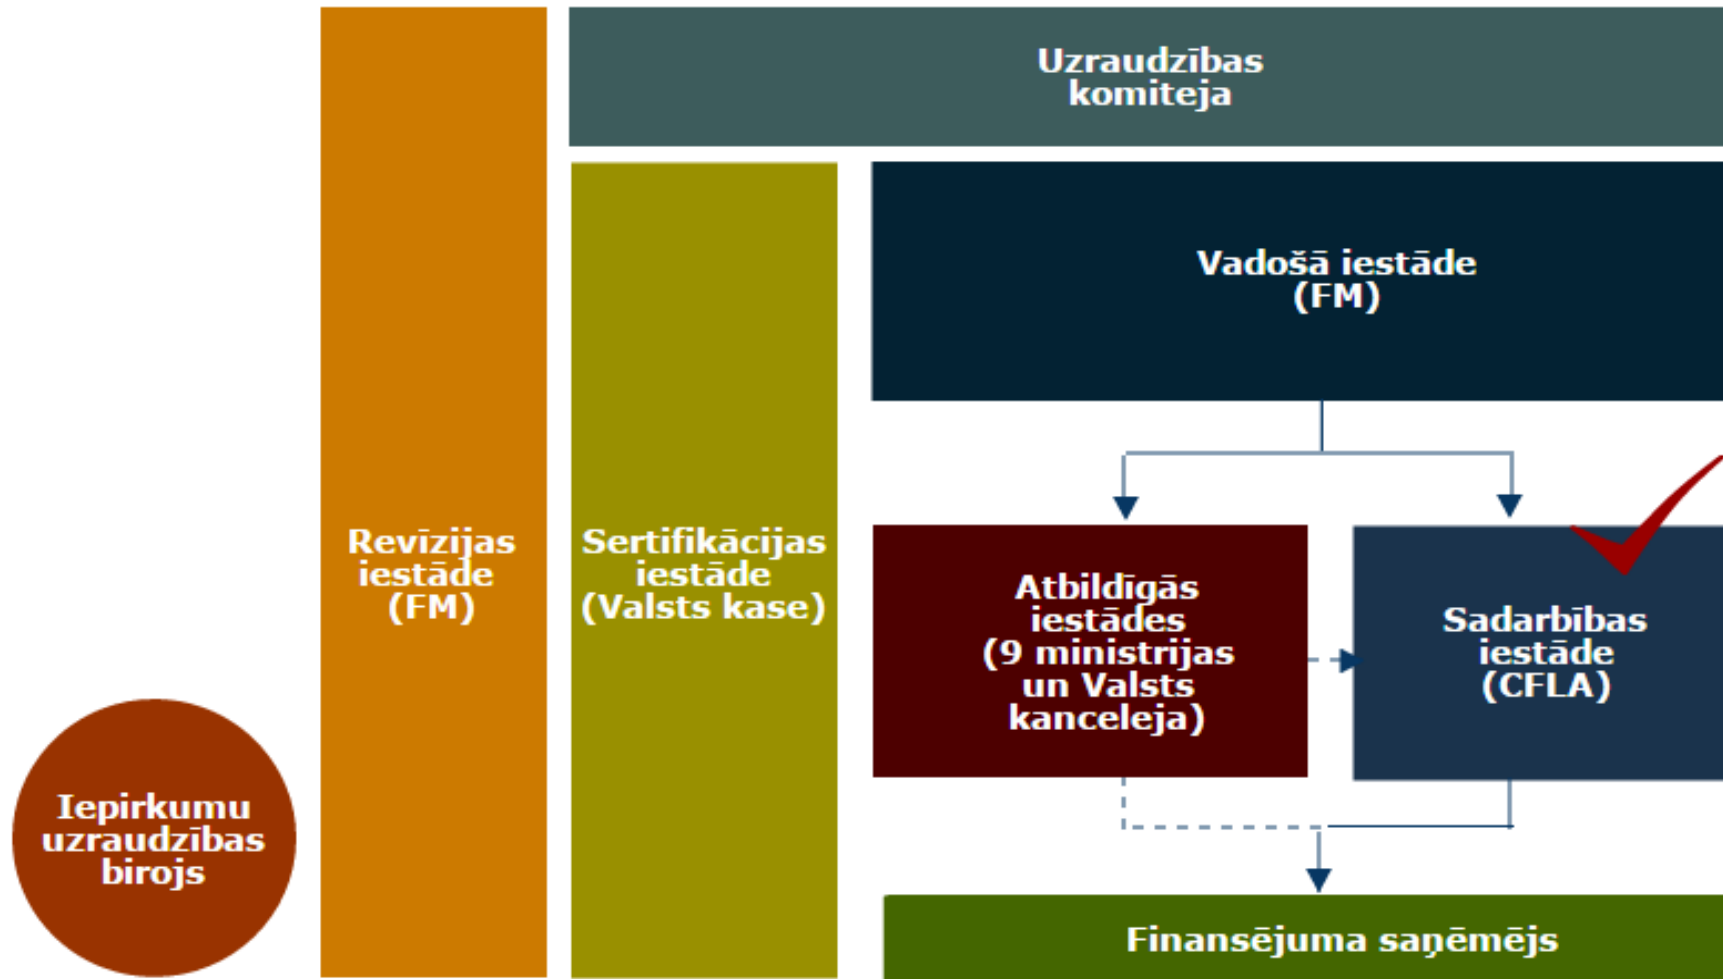 Uzraudzības
komiteja
Vadošā iestāde
(FM)
Revīzijas
iestāde
(FM)
Sertifikācijas
iestāde
(Valsts kase)
Atbildīgās
iestādes
(9 ministrijas
un Valsts
kanceleja)
Sadarbības
iestāde
(CFLA)
Iepirkumu
uzraudzības
birojs
Finansējuma saņēmējs